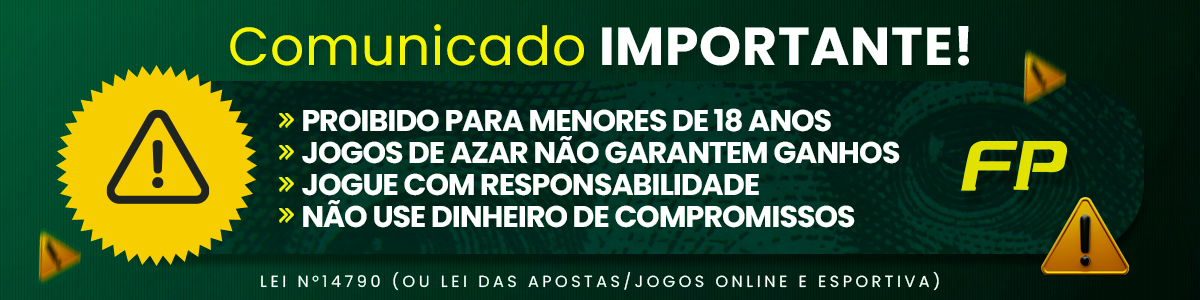 Comunicado IMPORTANTE!
» PROIBIDO PARA MENORES DE 18 ANOS
» JOGOS DE AZAR NÃO GARANTEM GANHOS
» JOGUE COM RESPONSABILIDADE
» NÃO USE DINHEIRO DE COMPROMISSOS
FP
LEI Nº14790 (OU LEI DAS APOSTAS/JOGOS ONLINE E ESPORTIVA)